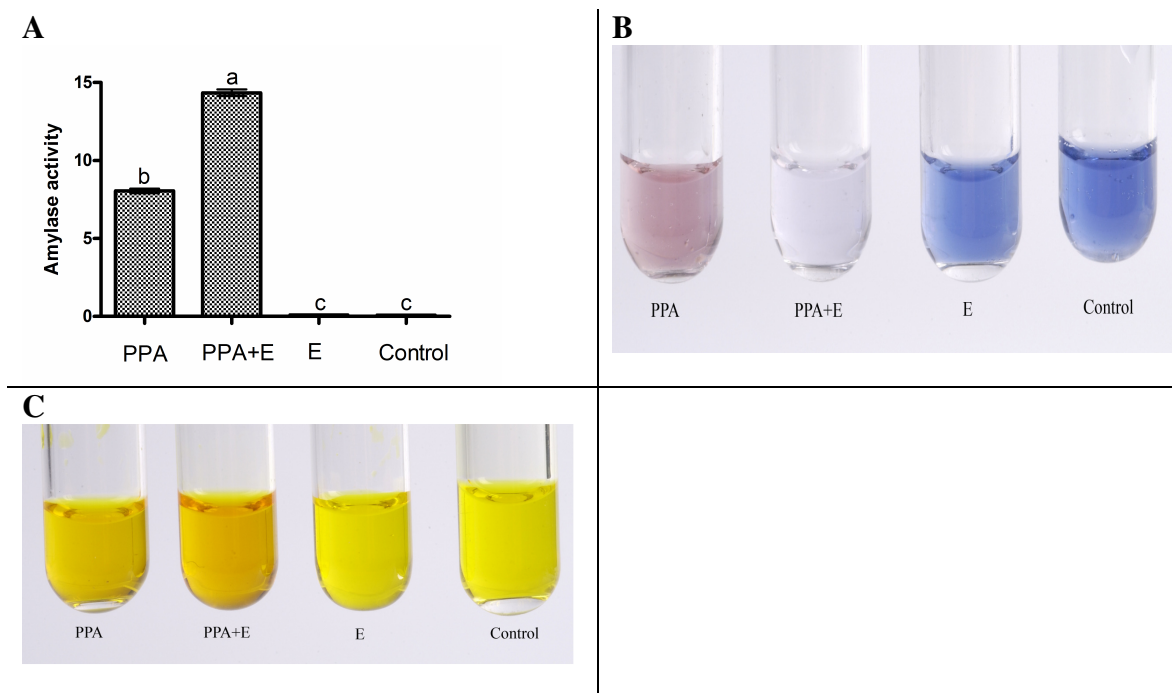 A
B
15
10
5
0
Amylase activity
b
a
c
c
PPA
PPA+E
E
Control
PPA
PPA+E
E
Control
C
PPA
PPA+E
E
Control